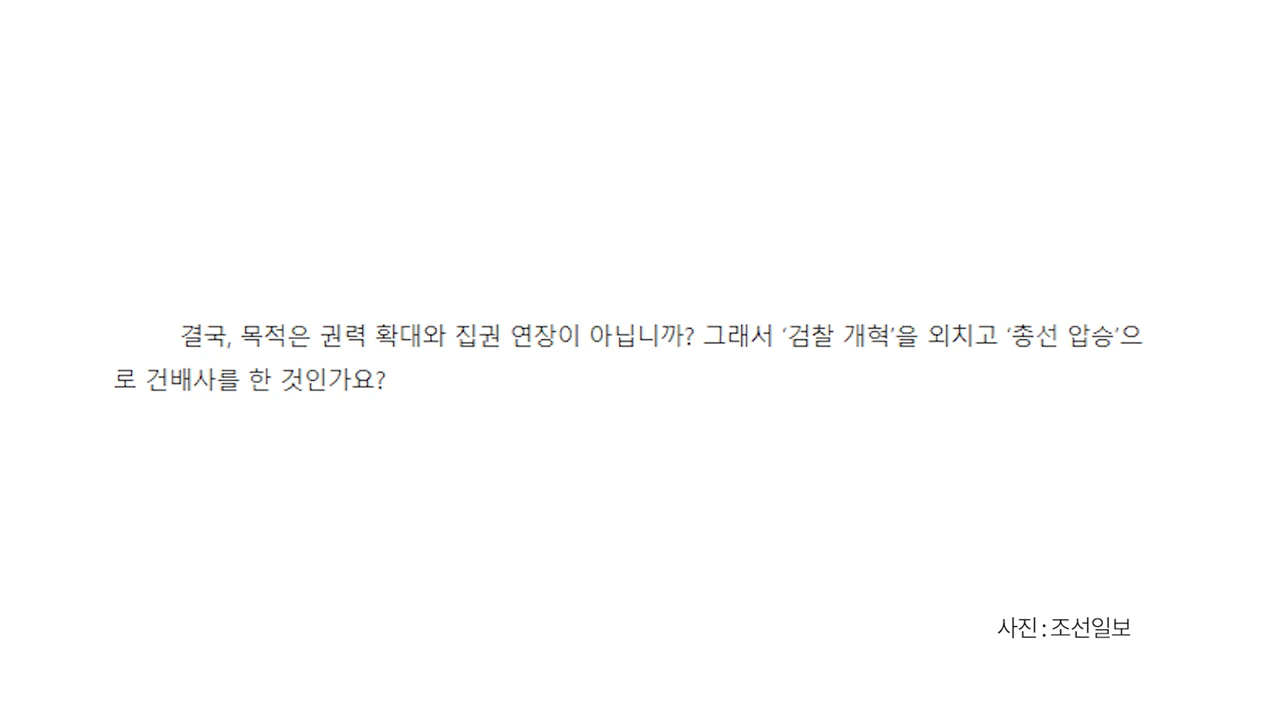 결국, 목적은 권력 확대와 집권 연장이 아닙니까? 그래서 ‘검찰 개혁’을 외치고 ‘총선 압승’으
로 건배사를 한 것인가요?
사진 : 조선일보